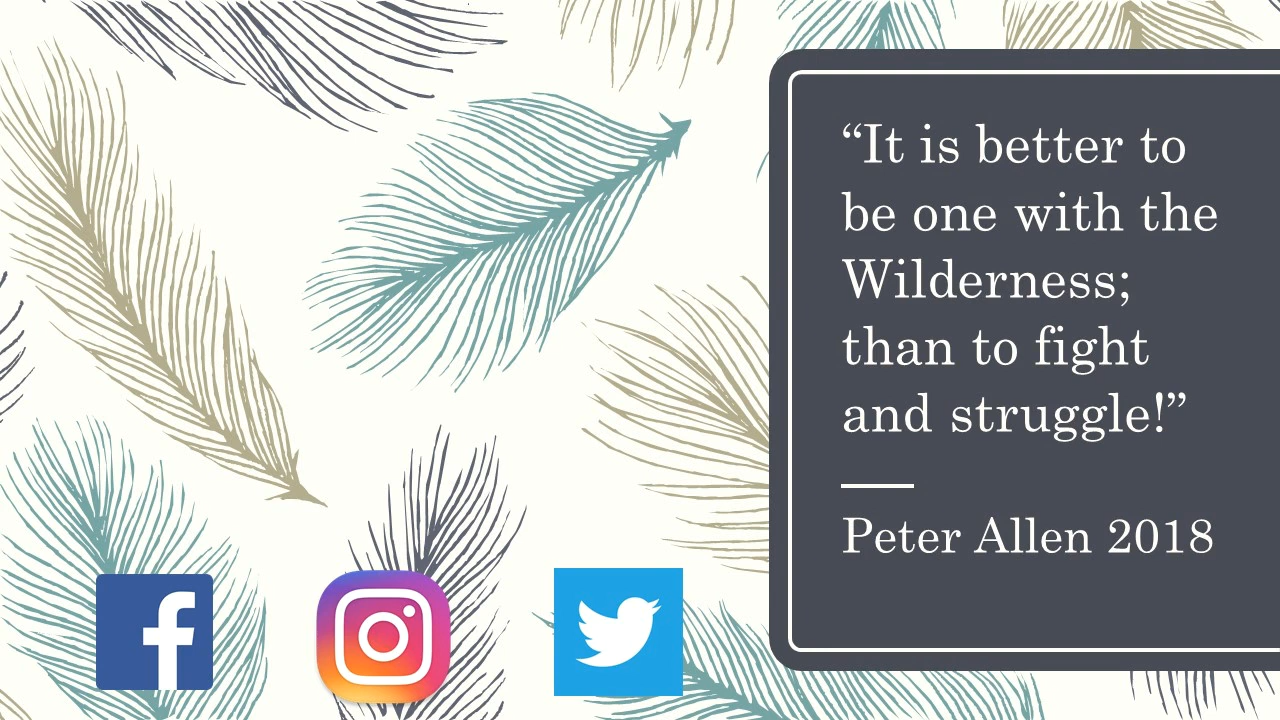 “It is better to
be one with the
Wilderness;
than to fight
and struggle!”
Peter Allen 2018